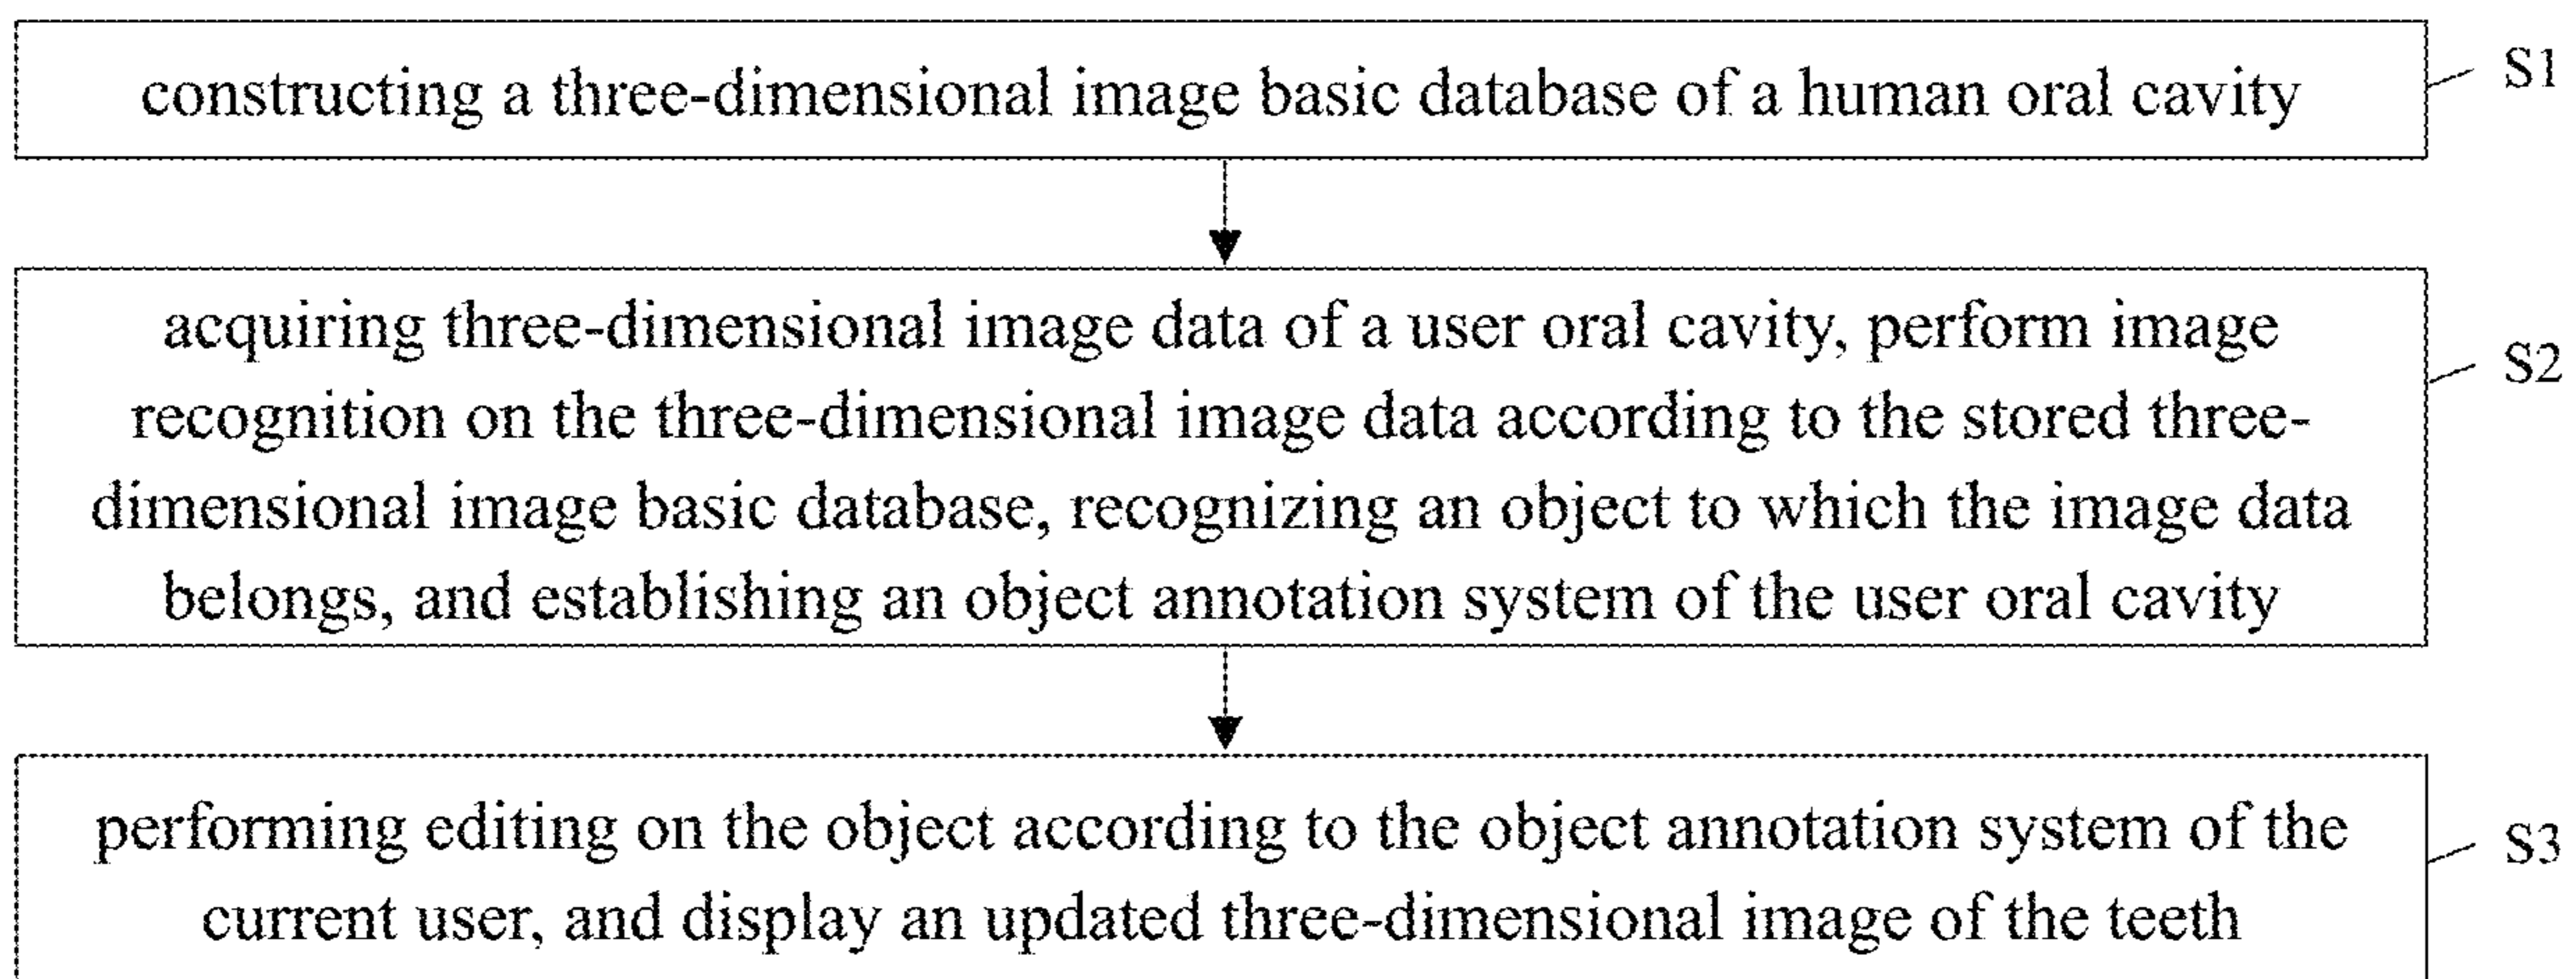 constructing a three-dimensional image basic database of a human oral cavity
S1
acquiring three-dimensional image data of a user oral cavity, perform image
recognition on the three-dimensional image data according to the stored three-
dimensional image basic database, recognizing an object to which the image data
belongs, and establishing an object annotation system of the user oral cavity
S2
performing editing on the object according to the object annotation system of the
current user, and display an updated three-dimensional image of the teeth
S3